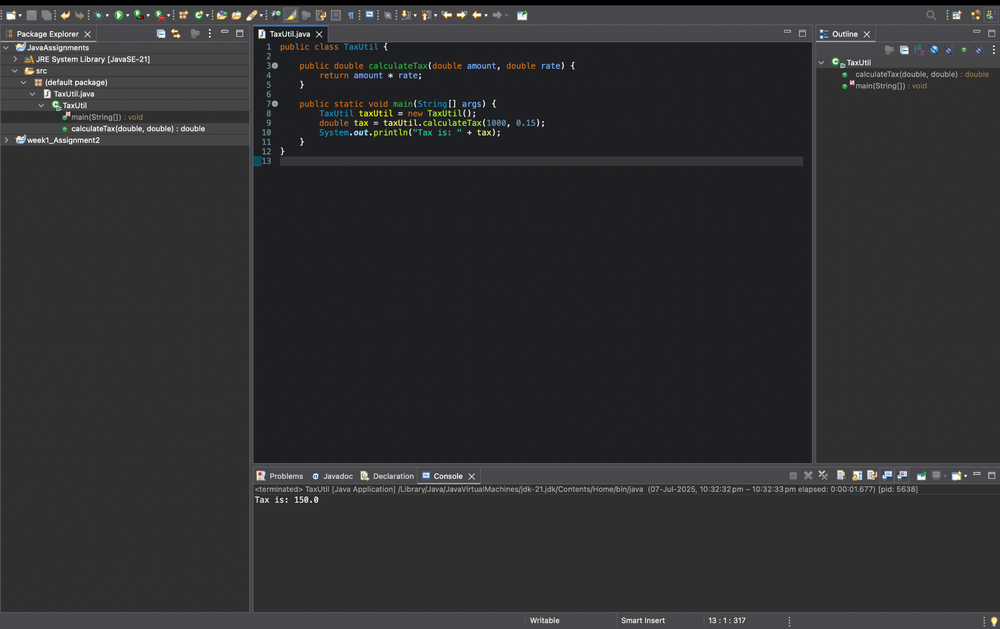 Package Explorer
JavaAssignments
JRE System Library [JavaSE-21]
src
(default package)
TaxUtil.java
TaxUtil
main(String[]) : void
calculateTax(double, double) : double
week1_Assignment2
TaxUtil.java
1 public class TaxUtil {
2
3     public double calculateTax(double amount, double rate) {
4         return amount * rate;
5     }
6
7     public static void main(String[] args) {
8         TaxUtil taxUtil = new TaxUtil();
9         double tax = taxUtil.calculateTax(1000, 0.15);
10         System.out.println("Tax is: " + tax);
11     }
12 }
13
Outline
TaxUtil
calculateTax(double, double) : double
main(String[]) : void
Problems @ Javadoc Declaration Console
<terminated> TaxUtil [Java Application] /Library/Java/JavaVirtualMachines/jdk-21.jdk/Contents/Home/bin/java (07-Jul-2025, 10:32:32 pm – 10:32:33 pm elapsed: 0:00:01.677) [pid: 5638]
Tax is: 150.0
Writable Smart Insert 13 : 1 : 317